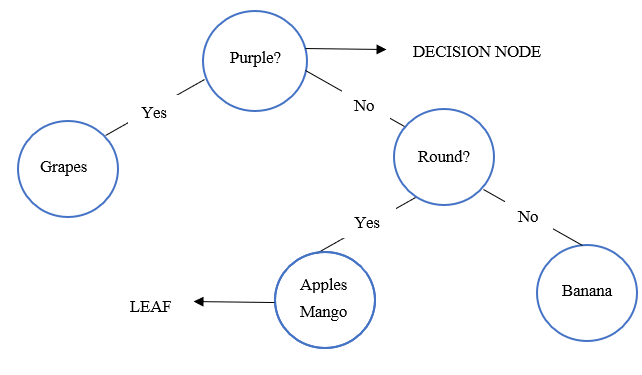 Purple?
DECISION NODE
Yes
No
Grapes
Round?
Yes
No
Apples
Mango
LEAF
Banana